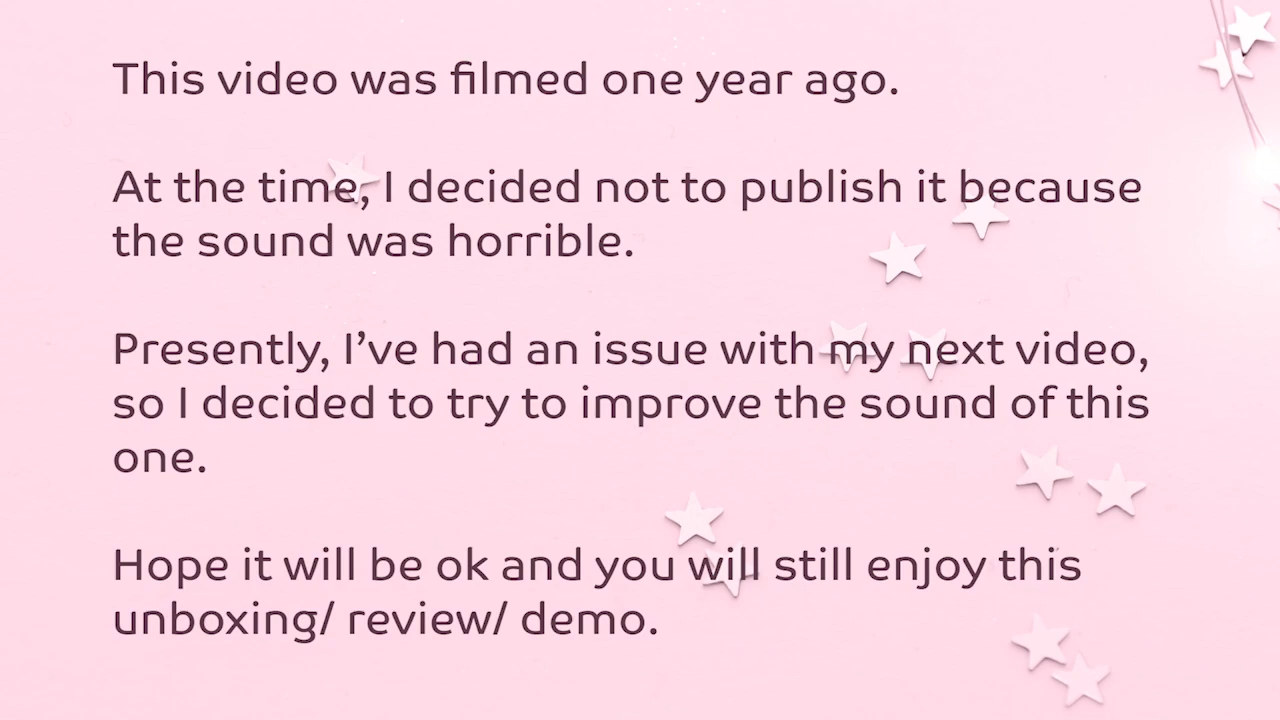 This video was filmed one year ago.
At the time, I decided not to publish it because
the sound was horrible.
Presently, I’ve had an issue with my next video,
so I decided to try to improve the sound of this
one.
Hope it will be ok and you will still enjoy this
unboxing/ review/ demo.